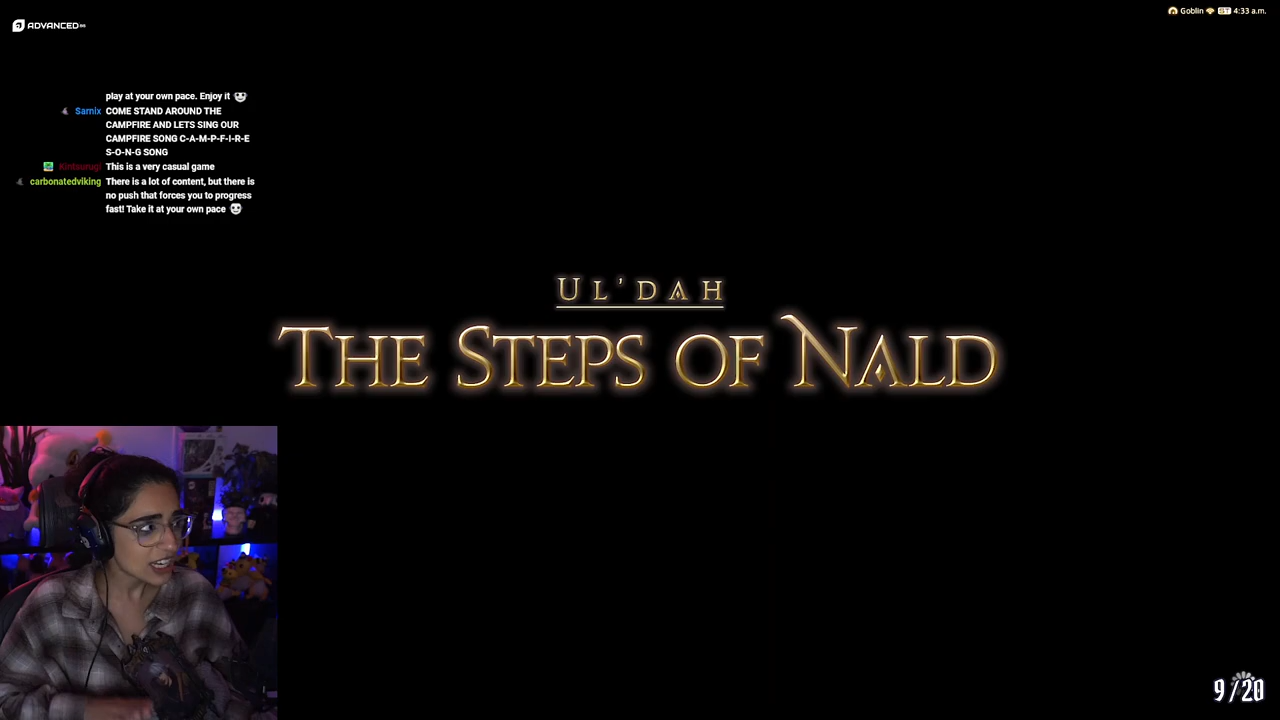 ADVANCED
Goblin ST 4:33 a.m.
play at your own pace. Enjoy it
Sarnix COME STAND AROUND THE
CAMPFIRE AND LETS SING OUR
CAMPFIRE SONG C-A-M-P-F-I-R-E
S-O-N-G SONG
Kintsurugi This is a very casual game
carbonatedviking There is a lot of content, but there is
no push that forces you to progress
fast! Take it at your own pace
UL'DAH
THE STEPS OF NALD
9/20